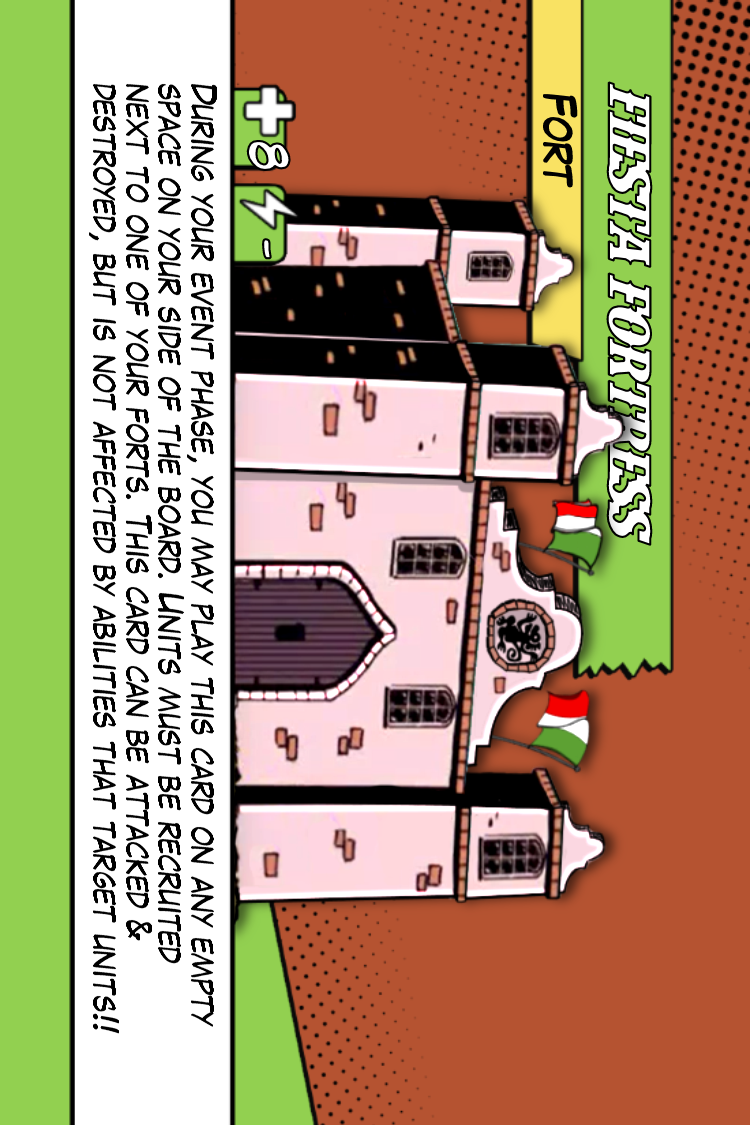 FIESTA FORTRESS
FORT
+8
-
DURING YOUR EVENT PHASE, YOU MAY PLAY THIS CARD ON ANY EMPTY
SPACE ON YOUR SIDE OF THE BOARD. UNITS MUST BE RECRUITED
NEXT TO ONE OF YOUR FORTS. THIS CARD CAN BE ATTACKED &
DESTROYED, BUT IS NOT AFFECTED BY ABILITIES THAT TARGET UNITS!!